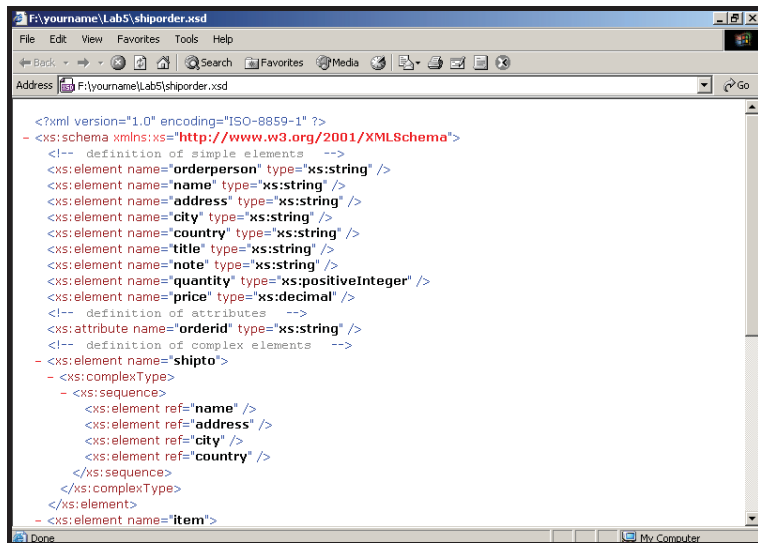 F:\yourname\Lab5\shiporder.xsd
File Edit View Favorites Tools Help
Back Search Favorites Media
Address F:\yourname\Lab5\shiporder.xsd Go
<?xml version="1.0" encoding="ISO-8859-1" ?>
- <xs:schema xmlns:xs="http://www.w3.org/2001/XMLSchema">
<!-- definition of simple elements -->
<xs:element name="orderperson" type="xs:string" />
<xs:element name="name" type="xs:string" />
<xs:element name="address" type="xs:string" />
<xs:element name="city" type="xs:string" />
<xs:element name="country" type="xs:string" />
<xs:element name="title" type="xs:string" />
<xs:element name="note" type="xs:string" />
<xs:element name="quantity" type="xs:positiveInteger" />
<xs:element name="price" type="xs:decimal" />
<!-- definition of attributes -->
<xs:attribute name="orderid" type="xs:string" />
<!-- definition of complex elements -->
- <xs:element name="shipto">
- <xs:complexType>
- <xs:sequence>
<xs:element ref="name" />
<xs:element ref="address" />
<xs:element ref="city" />
<xs:element ref="country" />
</xs:sequence>
</xs:complexType>
</xs:element>
- <xs:element name="item">
Done My Computer